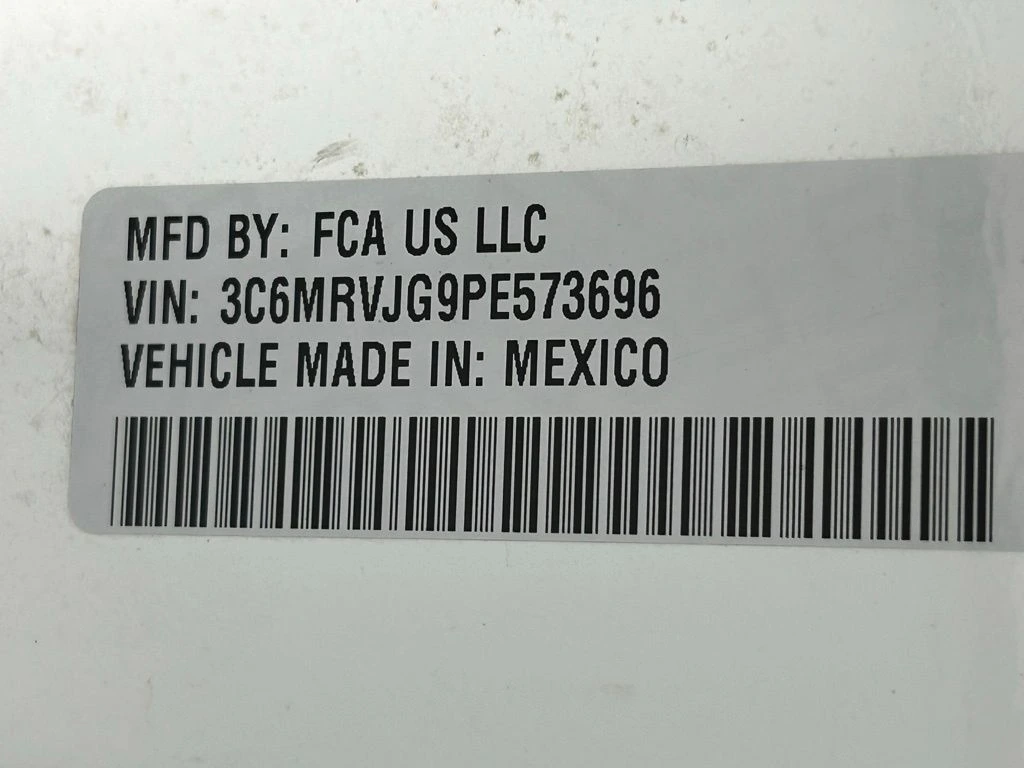 MFD BY: FCA US LLC
VIN: 3C6MRVJG9PE573696
VEHICLE MADE IN: MEXICO